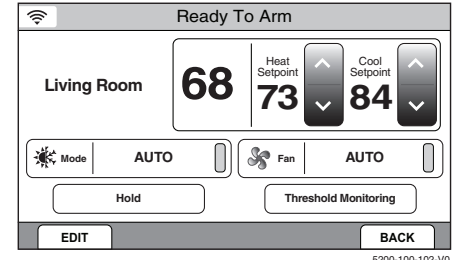 Ready To Arm
Living Room
68
Heat
Setpoint
73
Cool
Setpoint
84
Mode
AUTO
Fan
AUTO
Hold
Threshold Monitoring
EDIT
BACK
5200-100-102-V0